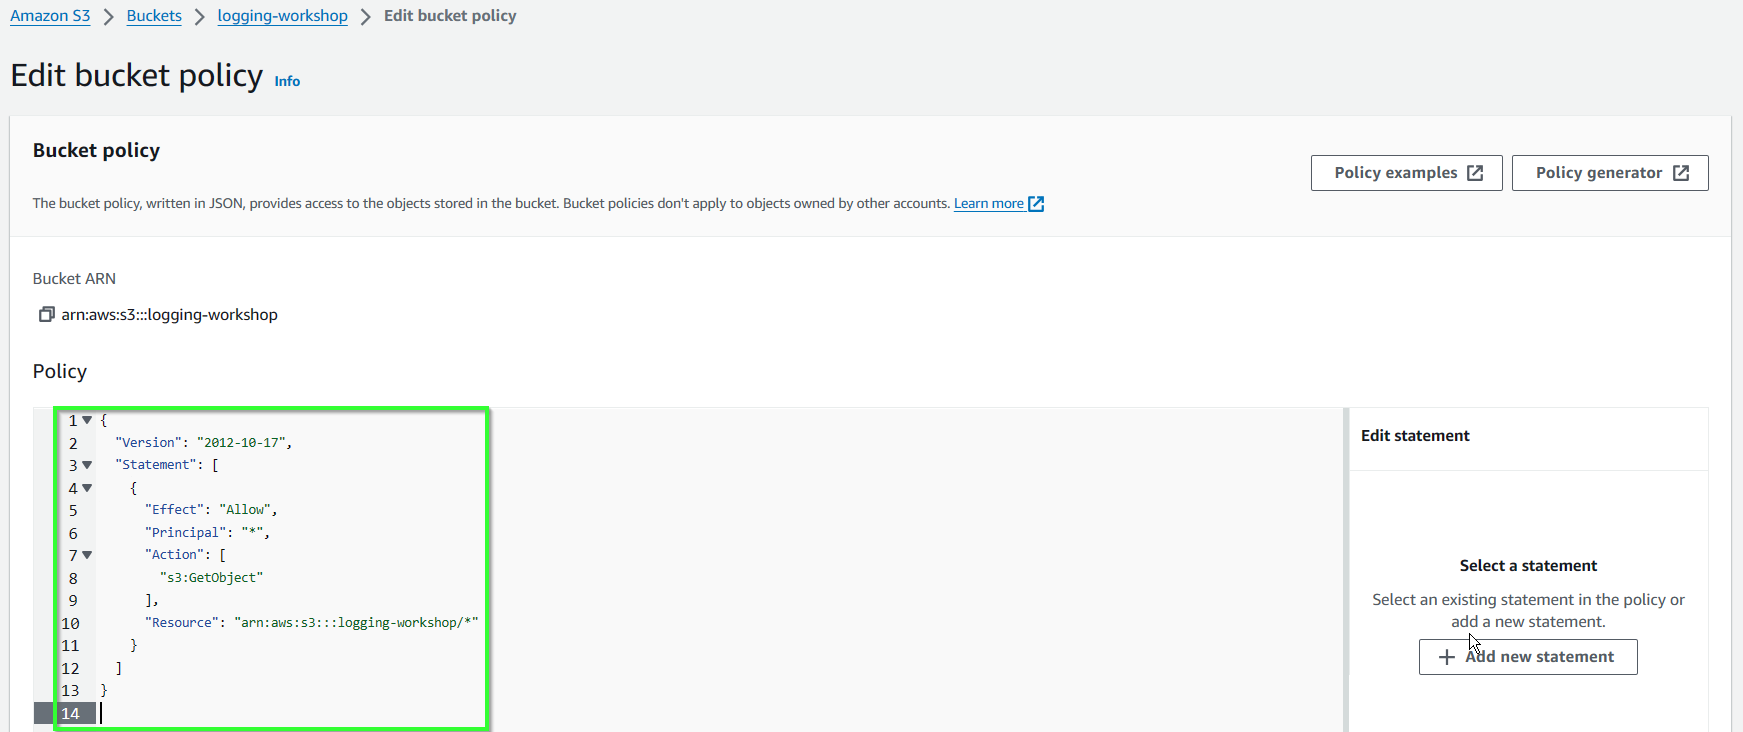 Amazon S3 > Buckets > logging-workshop > Edit bucket policy
Edit bucket policy Info
Bucket policy
Policy examples
Policy generator
The bucket policy, written in JSON, provides access to the objects stored in the bucket. Bucket policies don't apply to objects owned by other accounts. Learn more
Bucket ARN
arn:aws:s3:::logging-workshop
Policy
1 {
2 "Version": "2012-10-17",
3 "Statement": [
4 {
5 "Effect": "Allow",
6 "Principal": "*",
7 "Action": [
8 "s3:GetObject"
9 ],
10 "Resource": "arn:aws:s3:::logging-workshop/*"
11 }
12 ]
13 }
14
Edit statement
Select a statement
Select an existing statement in the policy or
add a new statement.
+ Add new statement